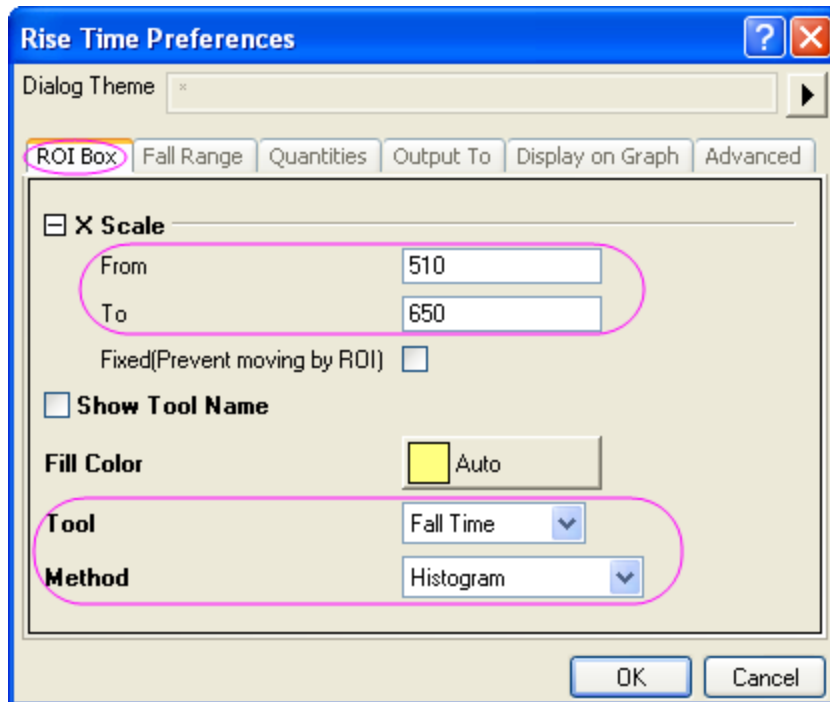 Rise Time Preferences
Dialog Theme *
ROI Box Fall Range Quantities Output To Display on Graph Advanced
X Scale
From 510
To 650
Fixed(Prevent moving by ROI)
Show Tool Name
Fill Color Auto
Tool Fall Time
Method Histogram
OK Cancel